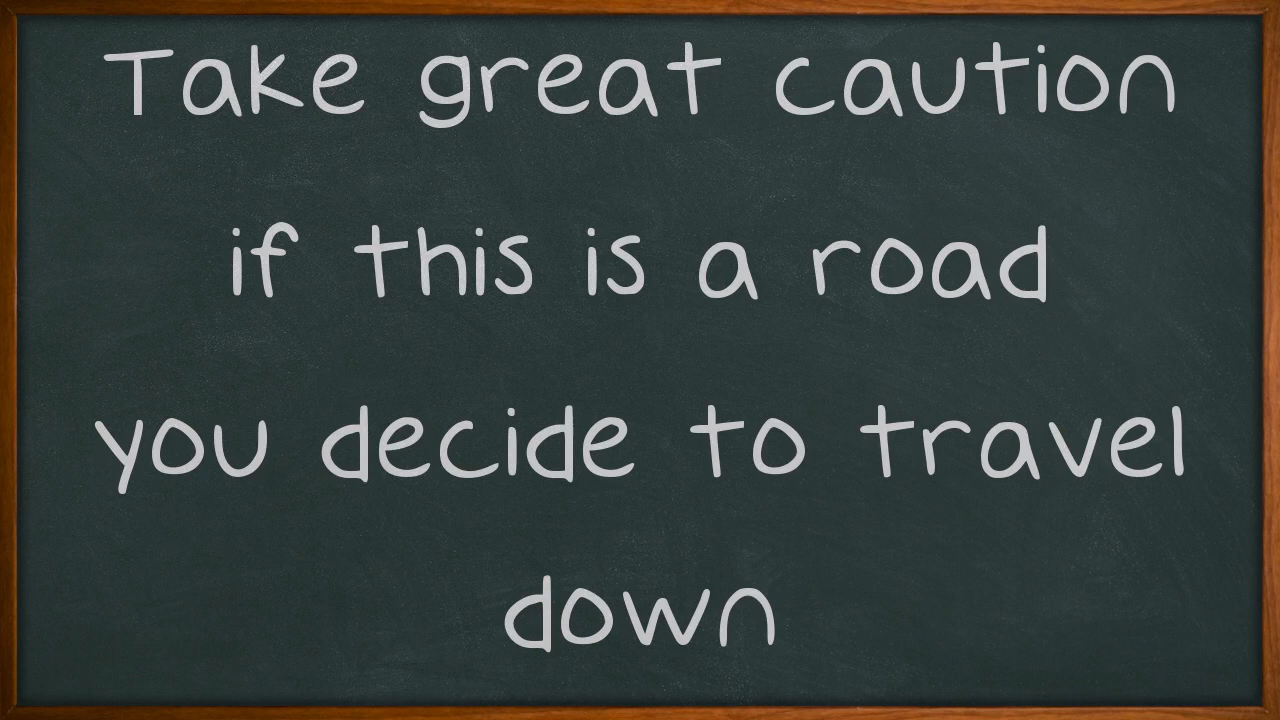 Take great caution
if this is a road
you decide to travel
down